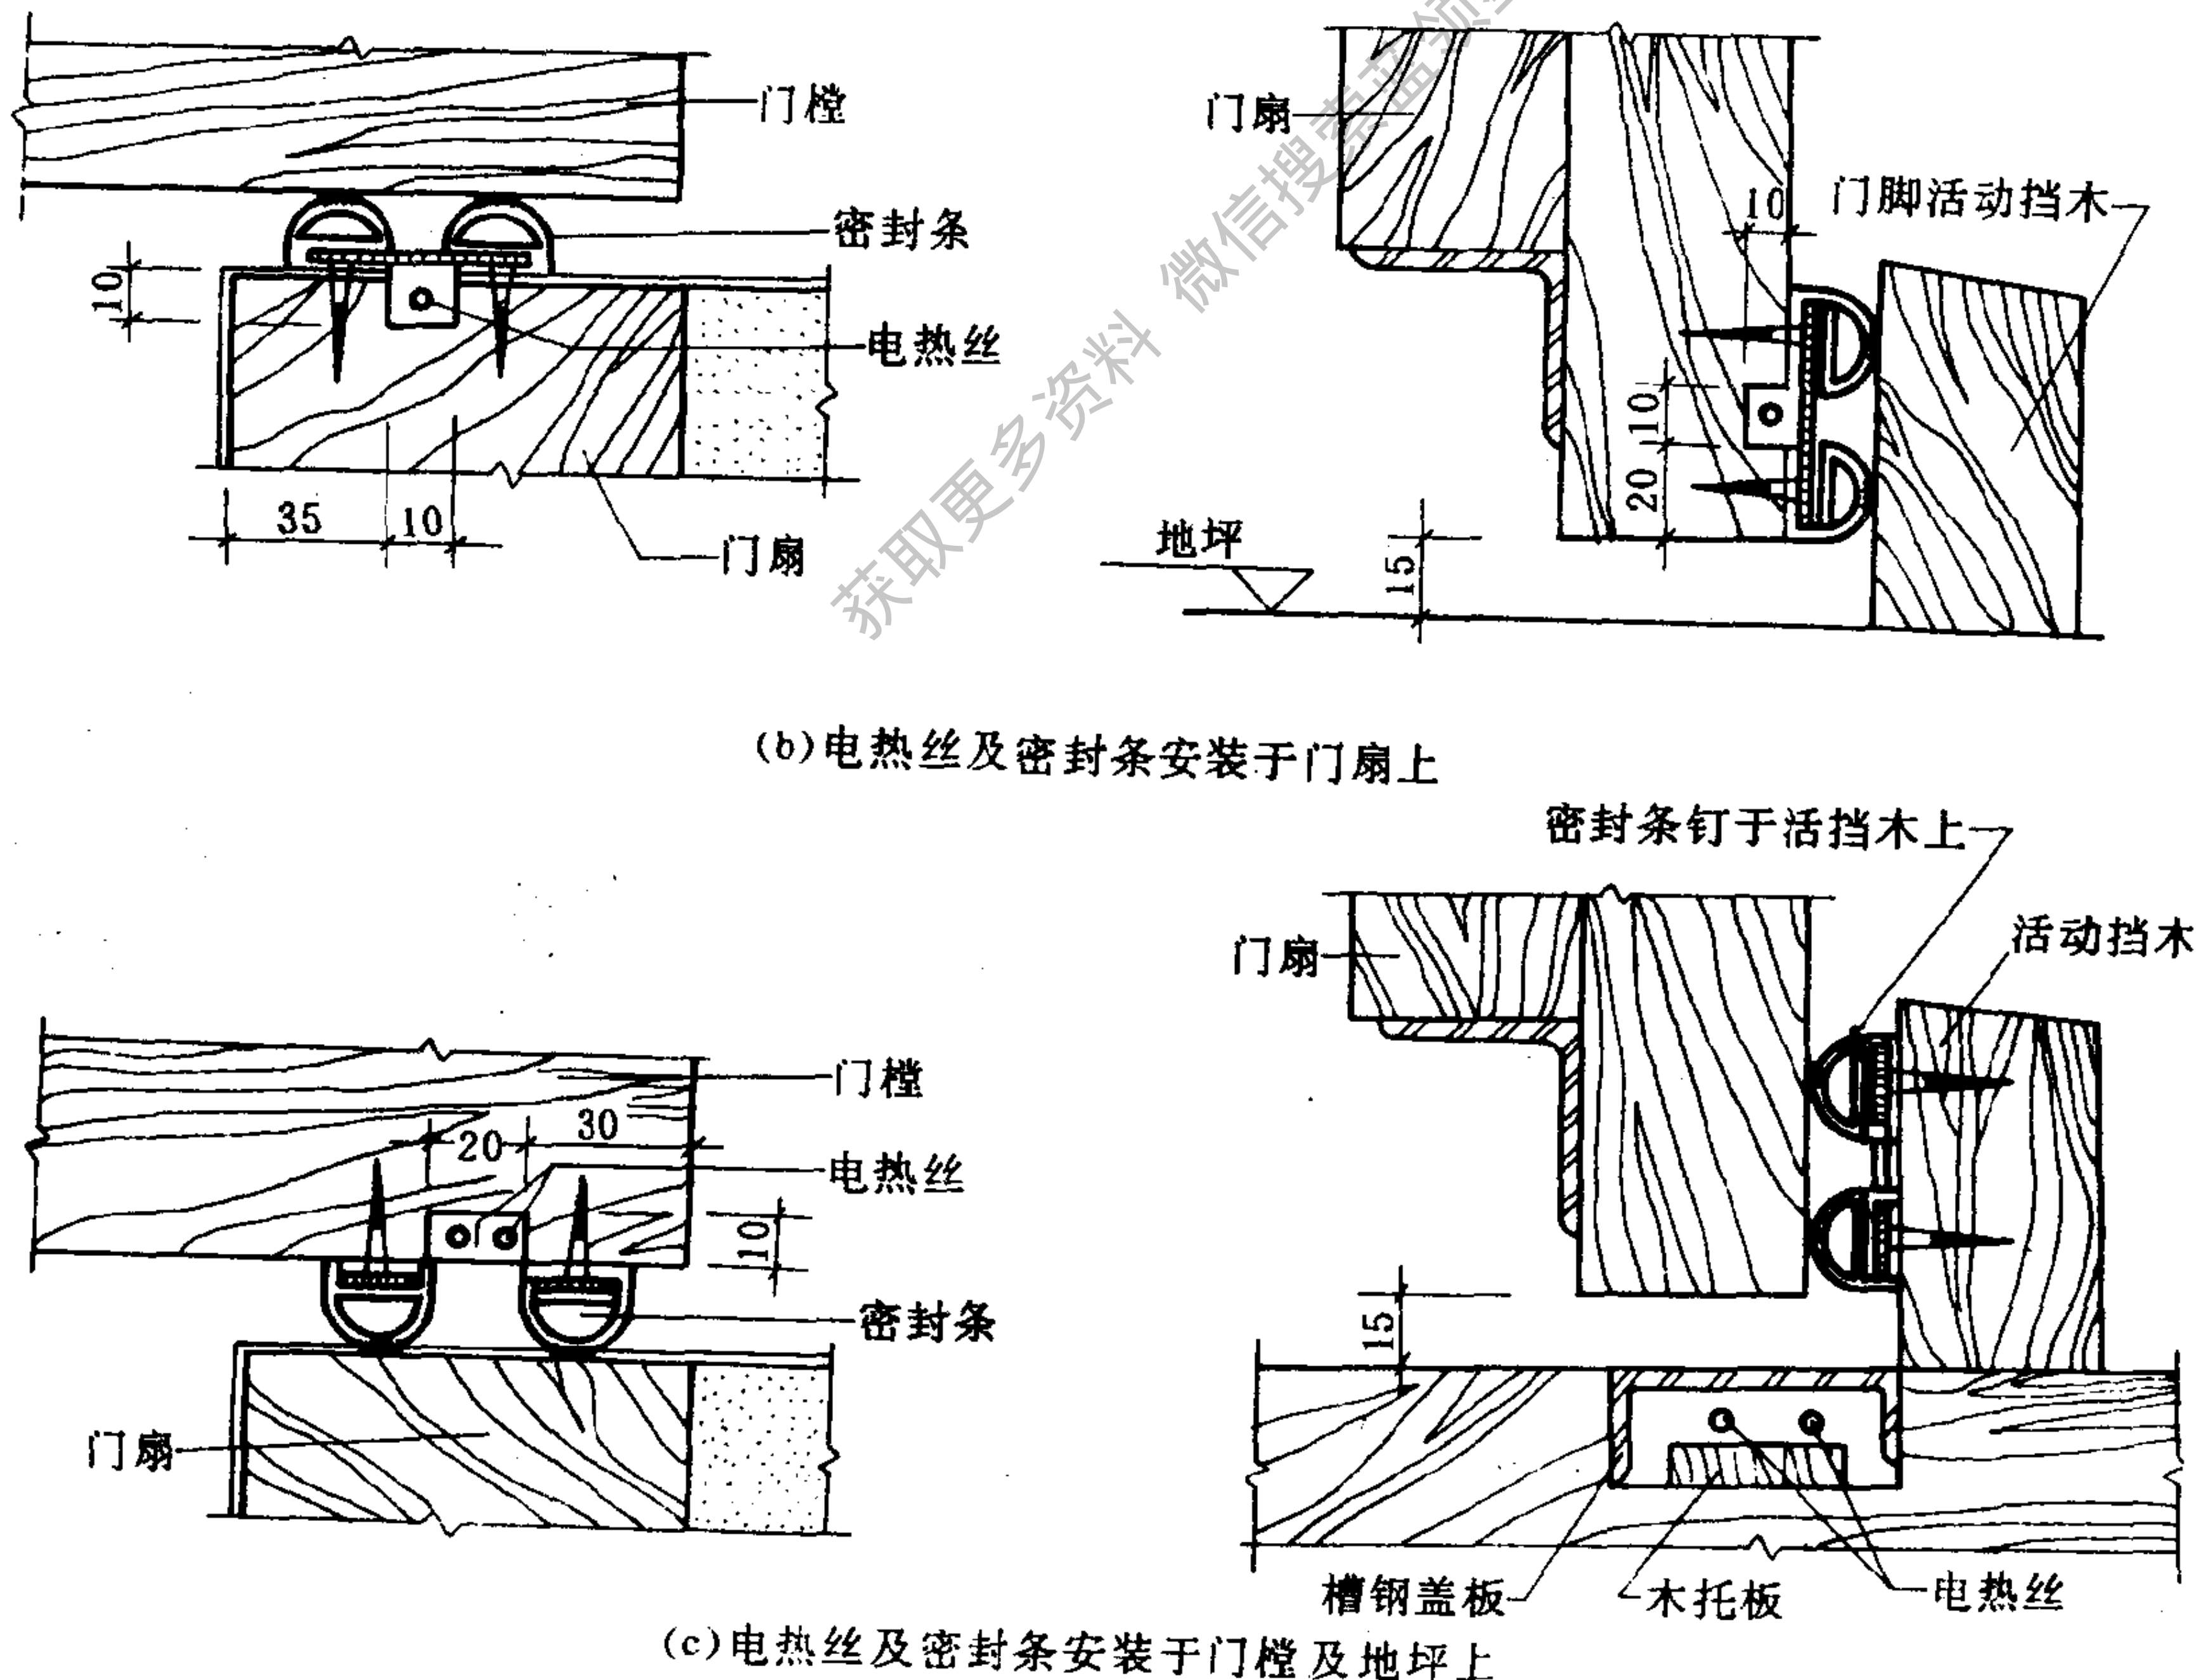 门樘
密封条
10
电热丝
35
10
门扇
门扇
10
门脚活动挡木
10
20
地坪
15
获取更多资料 微信搜索蓝领
(b)电热丝及密封条安装于门扇上
密封条钉于活挡木上
门扇
活动挡木
门樘
20
30
电热丝
10
密封条
门扇
15
槽钢盖板
木托板
电热丝
(c)电热丝及密封条安装于门樘及地坪上